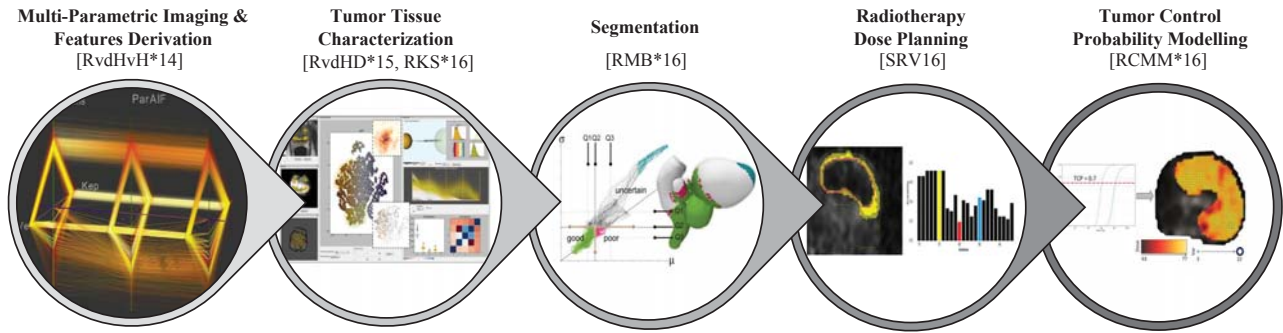 Multi-Parametric Imaging &
Features Derivation
[RvdHvH*14]
Tumor Tissue
Characterization
[RvdHD*15, RKS*16]
Segmentation
[RMB*16]
Radiotherapy
Dose Planning
[SRV16]
Tumor Control
Probability Modelling
[RCMM*16]
ParAIF
Kep
σ
Q1
Q2
Q3
uncertain
good
poor
μ
TCP = 0.7